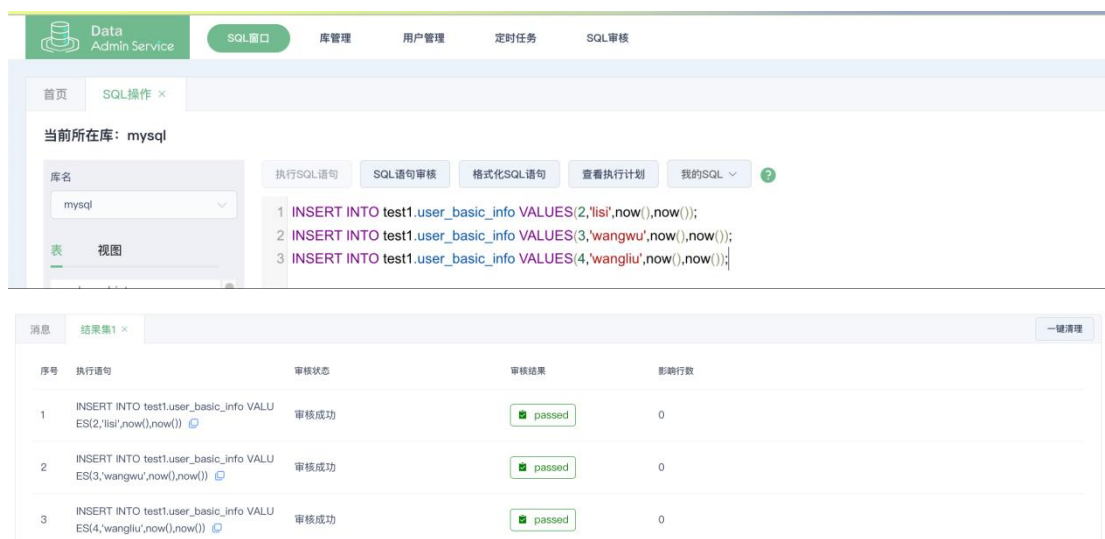 Data
Admin Service
SQL窗口 库管理 用户管理 定时任务 SQL审核
首页 SQL操作 ×
当前所在库：mysql
库名
执行SQL语句 SQL语句审核 格式化SQL语句 查看执行计划 我的SQL ?
mysql
1 INSERT INTO test1.user_basic_info VALUES(2,'lisi',now(),now());
2 INSERT INTO test1.user_basic_info VALUES(3,'wangwu',now(),now());
表 视图
3 INSERT INTO test1.user_basic_info VALUES(4,'wangliu',now(),now());
消息 结果集1 × 一键清理
序号 执行语句 审核状态 审核结果 影响行数
1 INSERT INTO test1.user_basic_info VALU
ES(2,'lisi',now(),now()) 审核成功 passed 0
2 INSERT INTO test1.user_basic_info VALU
ES(3,'wangwu',now(),now()) 审核成功 passed 0
3 INSERT INTO test1.user_basic_info VALU
ES(4,'wangliu',now(),now()) 审核成功 passed 0